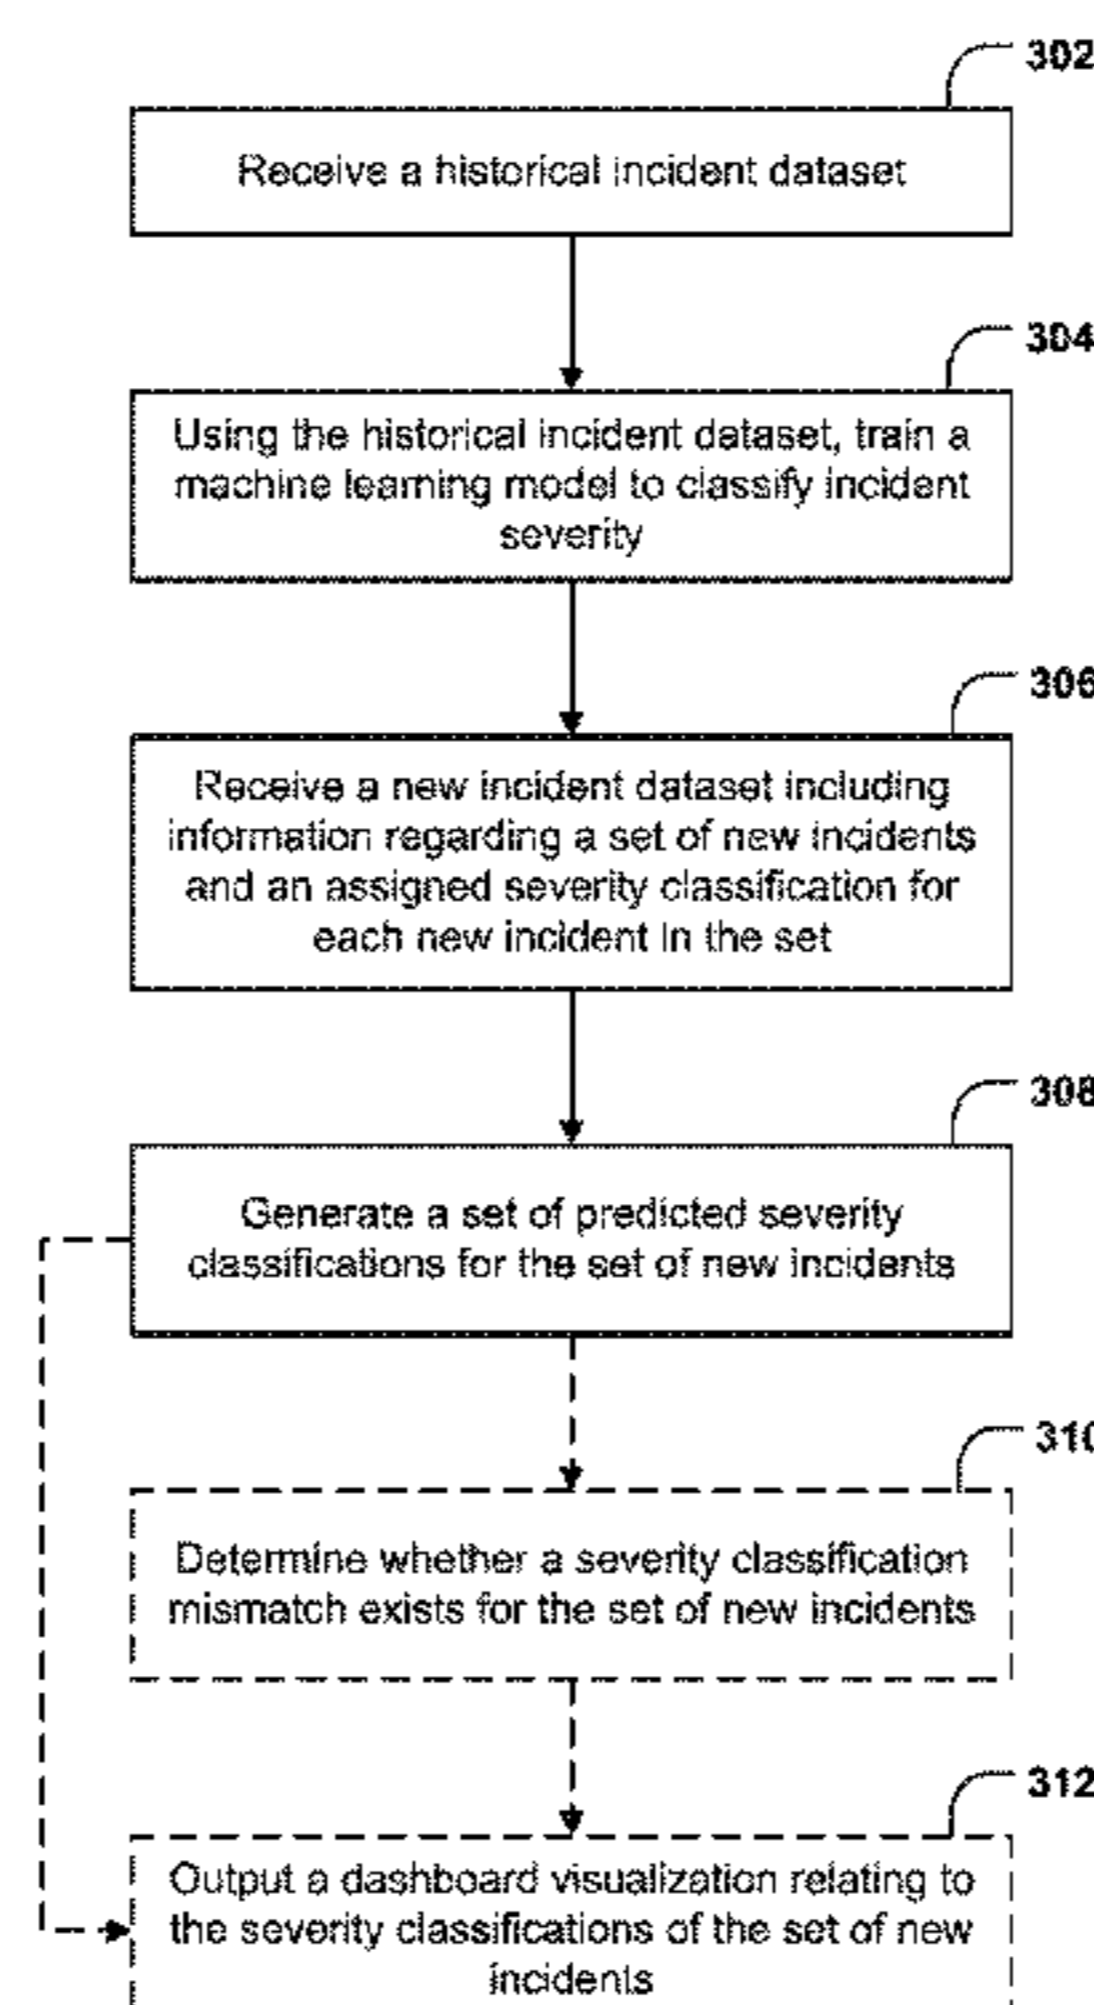 302
Receive a historical incident dataset
304
Using the historical incident dataset, train a
machine learning model to classify incident
severity
306
Receive a new incident dataset including
information regarding a set of new incidents
and an assigned severity classification for
each new incident in the set
308
Generate a set of predicted severity
classifications for the set of new incidents
310
Determine whether a severity classification
mismatch exists for the set of new incidents
312
Output a dashboard visualization relating to
the severity classifications of the set of new
incidents